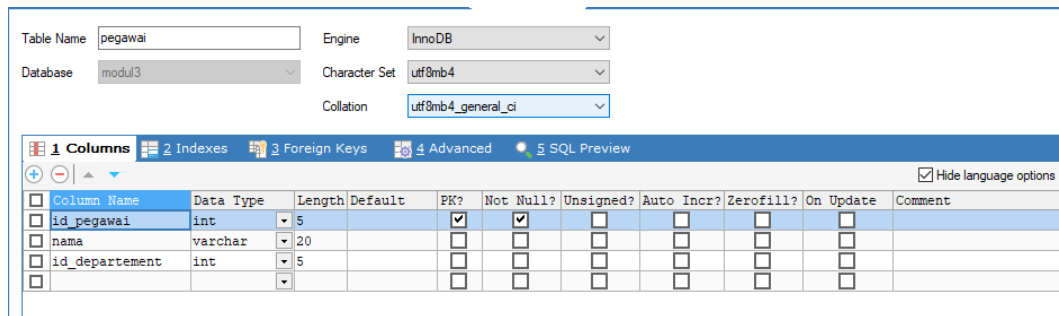 Table Name pegawai Engine InnoDB
Database modul3 Character Set utf8mb4
Collation utf8mb4_general_ci
1 Columns 2 Indexes 3 Foreign Keys 4 Advanced 5 SQL Preview
Hide language options
Column Name Data Type Length Default PK? Not Null? Unsigned? Auto Incr? Zerofill? On Update Comment
id_pegawai int 5
nama varchar 20
id_departement int 5